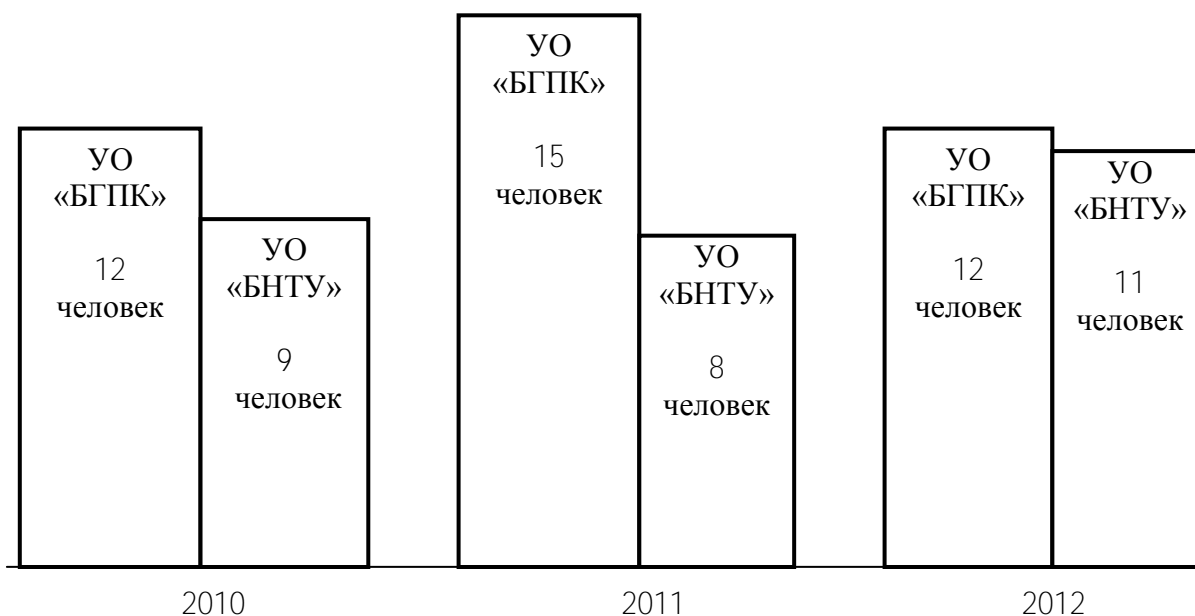 УО
«БГПК»
12
человек
УО
«БНТУ»
9
человек
УО
«БГПК»
15
человек
УО
«БНТУ»
8
человек
УО
«БГПК»
12
человек
УО
«БНТУ»
11
человек
2010
2011
2012